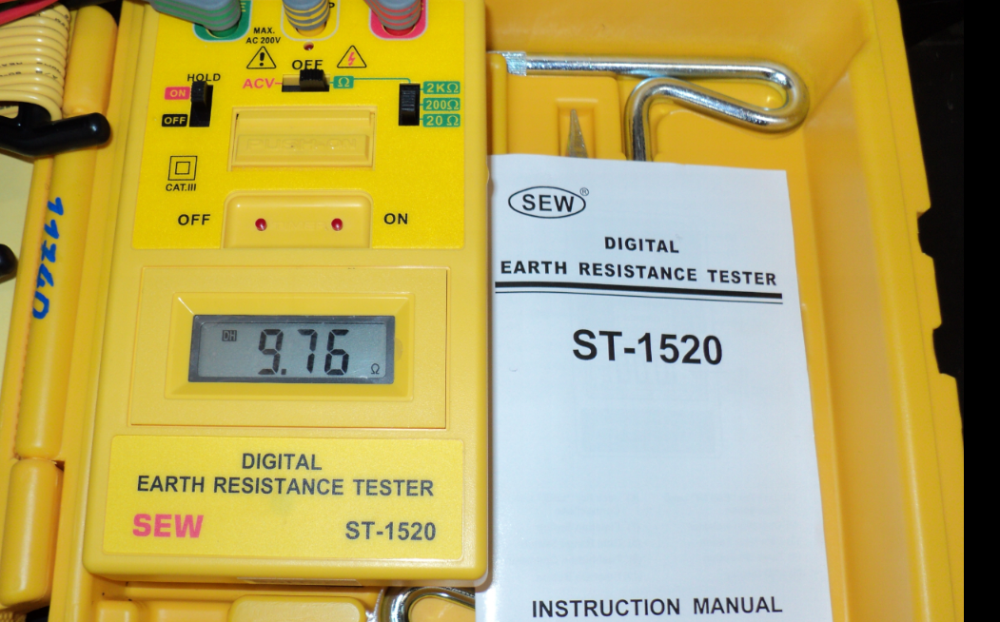 P
MAX.
AC 200V
OFF
HOLD
ACV
Ω
ON
OFF
2KΩ
200Ω
20Ω
PUSH-ON
CAT.III
OFF
ON
DH
9.76
Ω
DIGITAL
EARTH RESISTANCE TESTER
SEW
ST-1520
11760
SEW®
DIGITAL
EARTH RESISTANCE TESTER
ST-1520
INSTRUCTION MANUAL